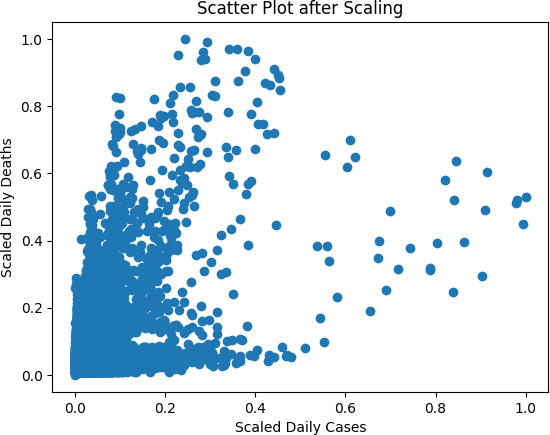 Scatter Plot after Scaling
1.0
0.8
0.6
0.4
0.2
0.0
Scaled Daily Deaths
0.0 0.2 0.4 0.6 0.8 1.0
Scaled Daily Cases